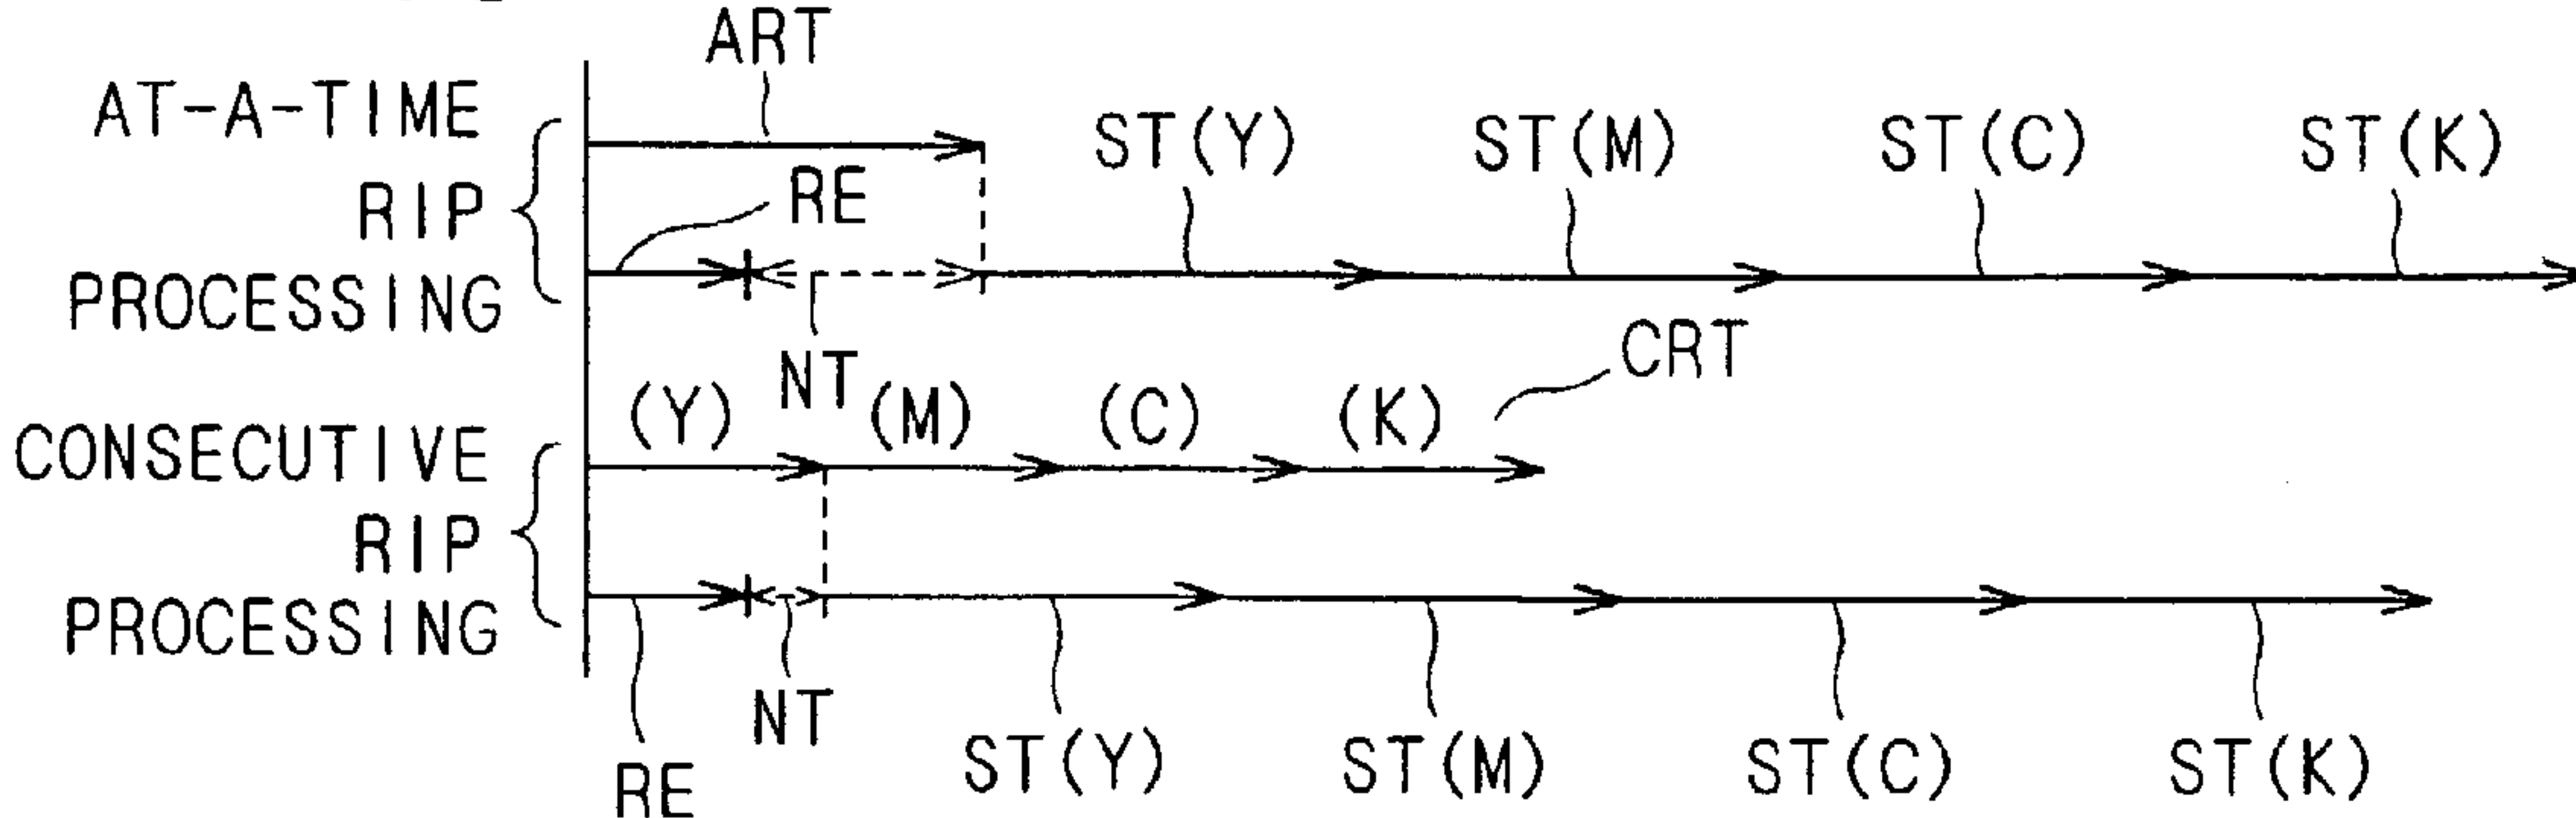 ART
AT-A-TIME
RIP
PROCESSING
RE
ST(Y) ST(M) ST(C) ST(K)
NT
CRT
(Y) (M) (C) (K)
CONSECUTIVE
RIP
PROCESSING
RE
NT
ST(Y) ST(M) ST(C) ST(K)